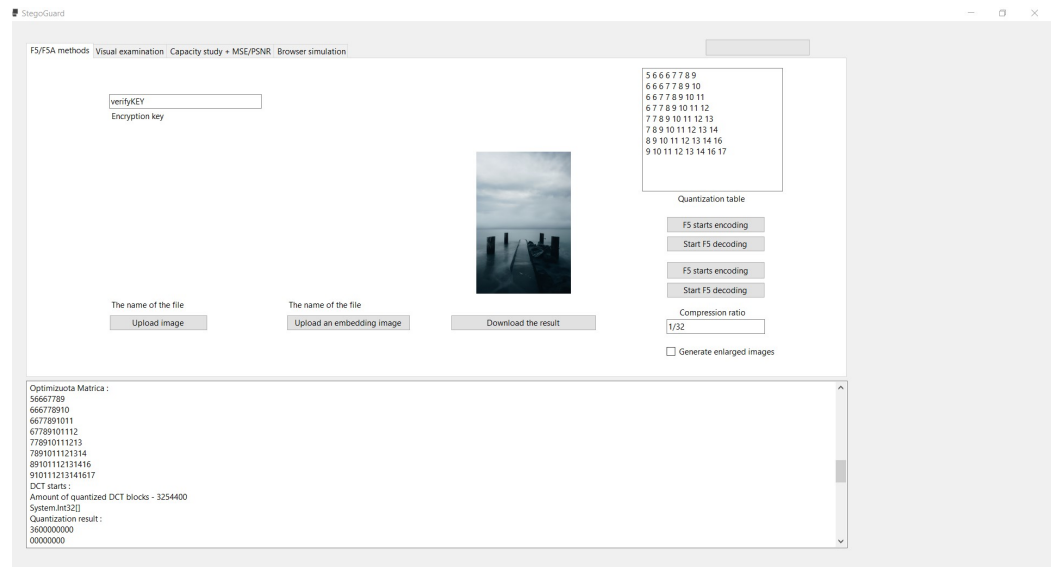 StegoGuard
F5/F5A methods Visual examination Capacity study + MSE/PSNR Browser simulation
verifyKEY
Encryption key
5 6 6 6 7 7 8 9
6 6 6 7 7 8 9 10
6 6 7 7 8 9 10 11
6 7 7 8 9 10 11 12
7 7 8 9 10 11 12 13
7 8 9 10 11 12 13 14
8 9 10 11 12 13 14 16
9 10 11 12 13 14 16 17
Quantization table
F5 starts encoding
Start F5 decoding
F5 starts encoding
Start F5 decoding
Compression ratio
1/32
Generate enlarged images
The name of the file
Upload image
The name of the file
Upload an embedding image
Download the result
Optimizuota Matrica :
56667789
666778910
6677891011
67789101112
778910111213
7891011121314
89101112131416
910111213141617
DCT starts :
Amount of quantized DCT blocks - 3254400
System.Int32[]
Quantization result :
3600000000
00000000